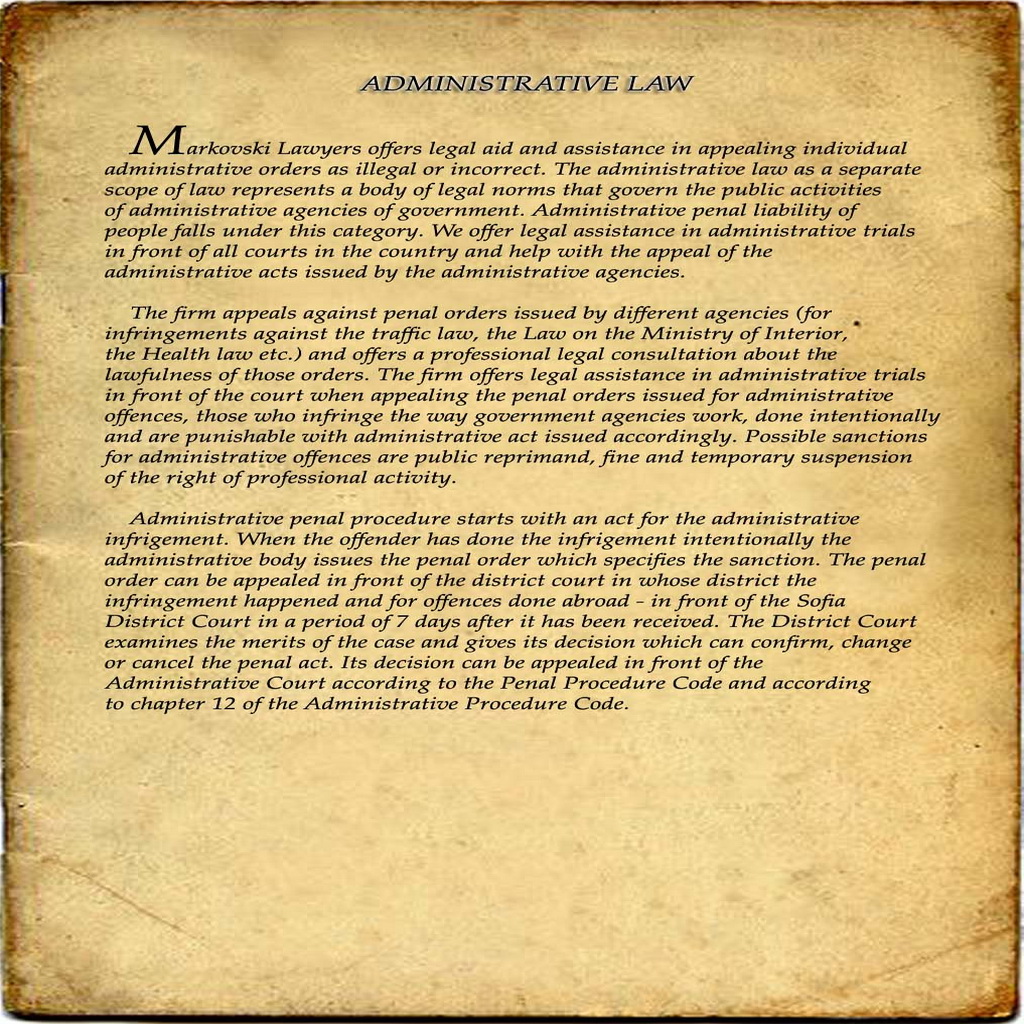 ADMINISTRATIVE LAW
Markovski Lawyers offers legal aid and assistance in appealing individual
administrative orders as illegal or incorrect. The administrative law as a separate
scope of law represents a body of legal norms that govern the public activities
of administrative agencies of government. Administrative penal liability of
people falls under this category. We offer legal assistance in administrative trials
in front of all courts in the country and help with the appeal of the
administrative acts issued by the administrative agencies.
The firm appeals against penal orders issued by different agencies (for
infringements against the traffic law, the Law on the Ministry of Interior,
the Health law etc.) and offers a professional legal consultation about the
lawfulness of those orders. The firm offers legal assistance in administrative trials
in front of the court when appealing the penal orders issued for administrative
offences, those who infringe the way government agencies work, done intentionally
and are punishable with administrative act issued accordingly. Possible sanctions
for administrative offences are public reprimand, fine and temporary suspension
of the right of professional activity.
Administrative penal procedure starts with an act for the administrative
infrigement. When the offender has done the infrigement intentionally the
administrative body issues the penal order which specifies the sanction. The penal
order can be appealed in front of the district court in whose district the
infringement happened and for offences done abroad - in front of the Sofia
District Court in a period of 7 days after it has been received. The District Court
examines the merits of the case and gives its decision which can confirm, change
or cancel the penal act. Its decision can be appealed in front of the
Administrative Court according to the Penal Procedure Code and according
to chapter 12 of the Administrative Procedure Code.